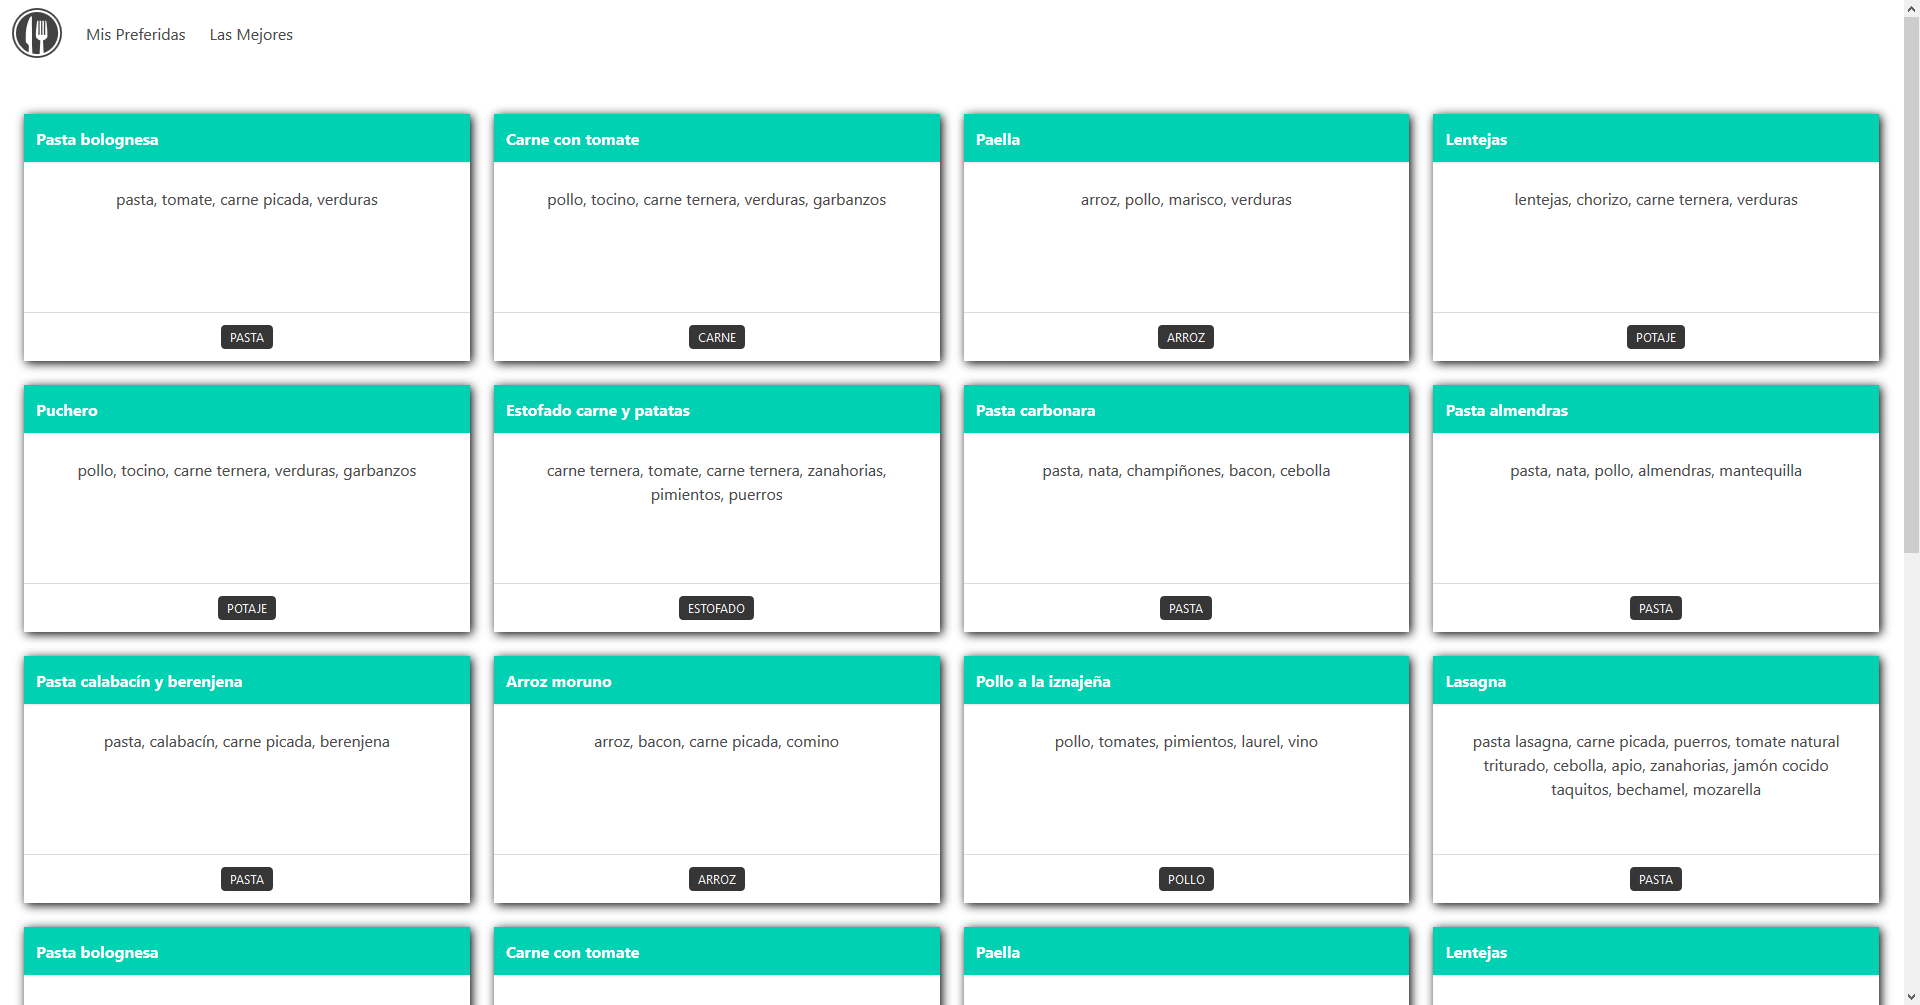 Mis Preferidas
Las Mejores
Pasta bolognesa
pasta, tomate, carne picada, verduras
PASTA
Carne con tomate
pollo, tocino, carne ternera, verduras, garbanzos
CARNE
Paella
arroz, pollo, marisco, verduras
ARROZ
Lentejas
lentejas, chorizo, carne ternera, verduras
POTAJE
Puchero
pollo, tocino, carne ternera, verduras, garbanzos
POTAJE
Estofado carne y patatas
carne ternera, tomate, carne ternera, zanahorias,
pimientos, puerros
ESTOFADO
Pasta carbonara
pasta, nata, champiñones, bacon, cebolla
PASTA
Pasta almendras
pasta, nata, pollo, almendras, mantequilla
PASTA
Pasta calabacín y berenjena
pasta, calabacín, carne picada, berenjena
PASTA
Arroz moruno
arroz, bacon, carne picada, comino
ARROZ
Pollo a la iznajeña
pollo, tomates, pimientos, laurel, vino
POLLO
Lasagna
pasta lasagna, carne picada, puerros, tomate natural
triturado, cebolla, apio, zanahorias, jamón cocido
taquitos, bechamel, mozarella
PASTA
Pasta bolognesa
Carne con tomate
Paella
Lentejas